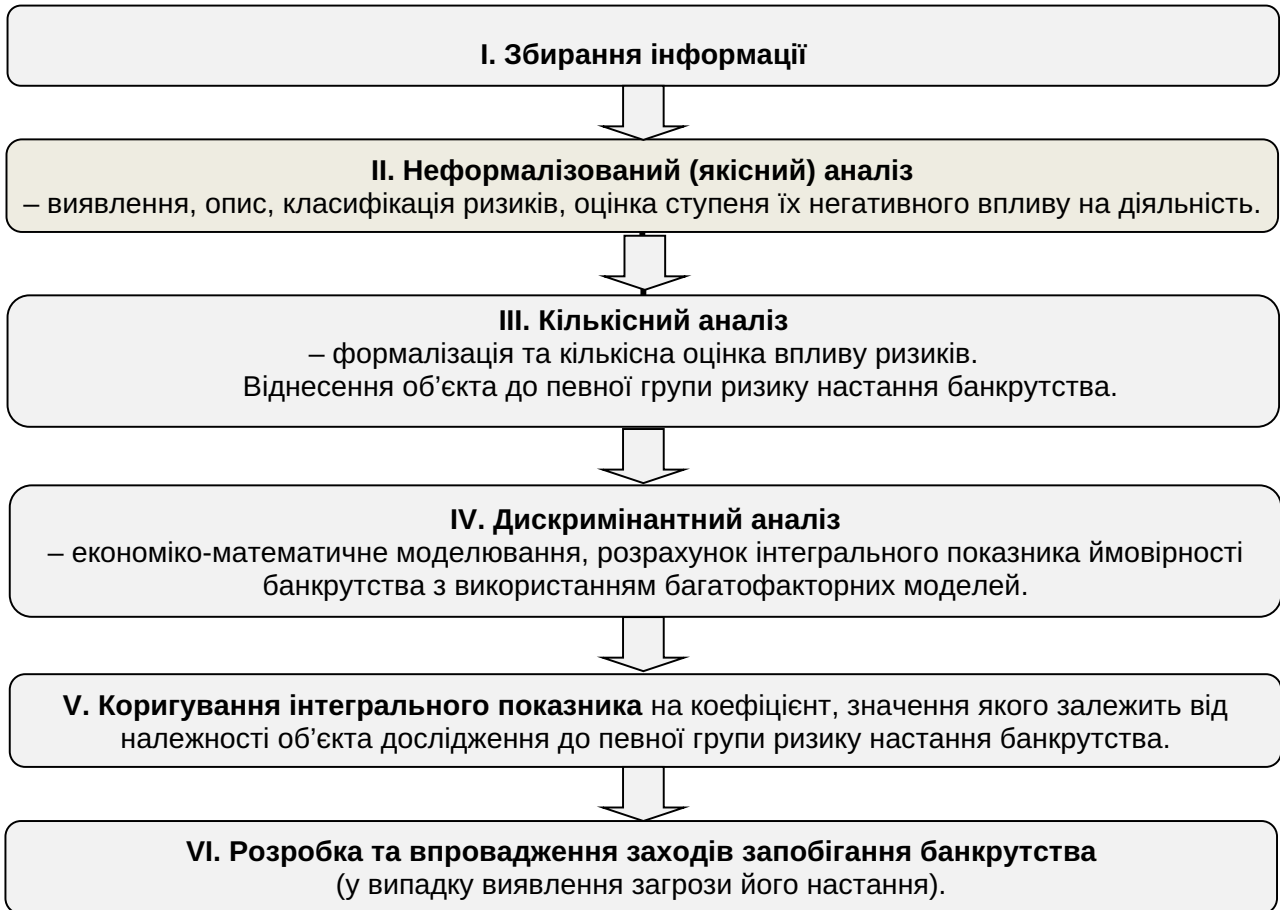 I. Збирання інформації
II. Неформалізований (якісний) аналіз
– виявлення, опис, класифікація ризиків, оцінка ступеня їх негативного впливу на діяльність.
III. Кількісний аналіз
– формалізація та кількісна оцінка впливу ризиків.
Віднесення об’єкта до певної групи ризику настання банкрутства.
IV. Дискримінантний аналіз
– економіко-математичне моделювання, розрахунок інтегрального показника ймовірності
банкрутства з використанням багатофакторних моделей.
V. Коригування інтегрального показника на коефіцієнт, значення якого залежить від
належності об’єкта дослідження до певної групи ризику настання банкрутства.
VI. Розробка та впровадження заходів запобігання банкрутства
(у випадку виявлення загрози його настання).